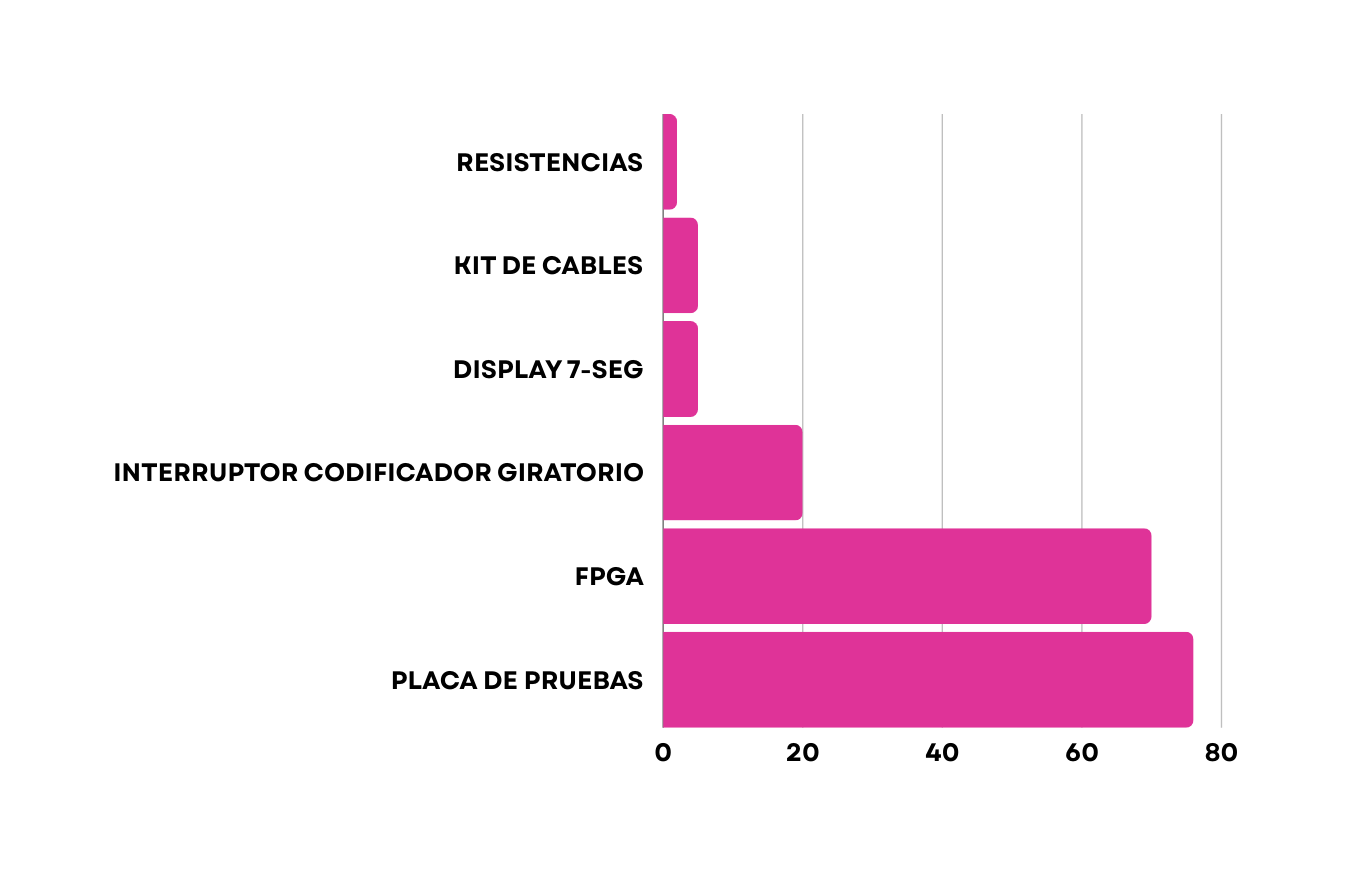 RESISTENCIAS
KIT DE CABLES
DISPLAY 7-SEG
INTERRUPTOR CODIFICADOR GIRATORIO
FPGA
PLACA DE PRUEBAS
0 20 40 60 80